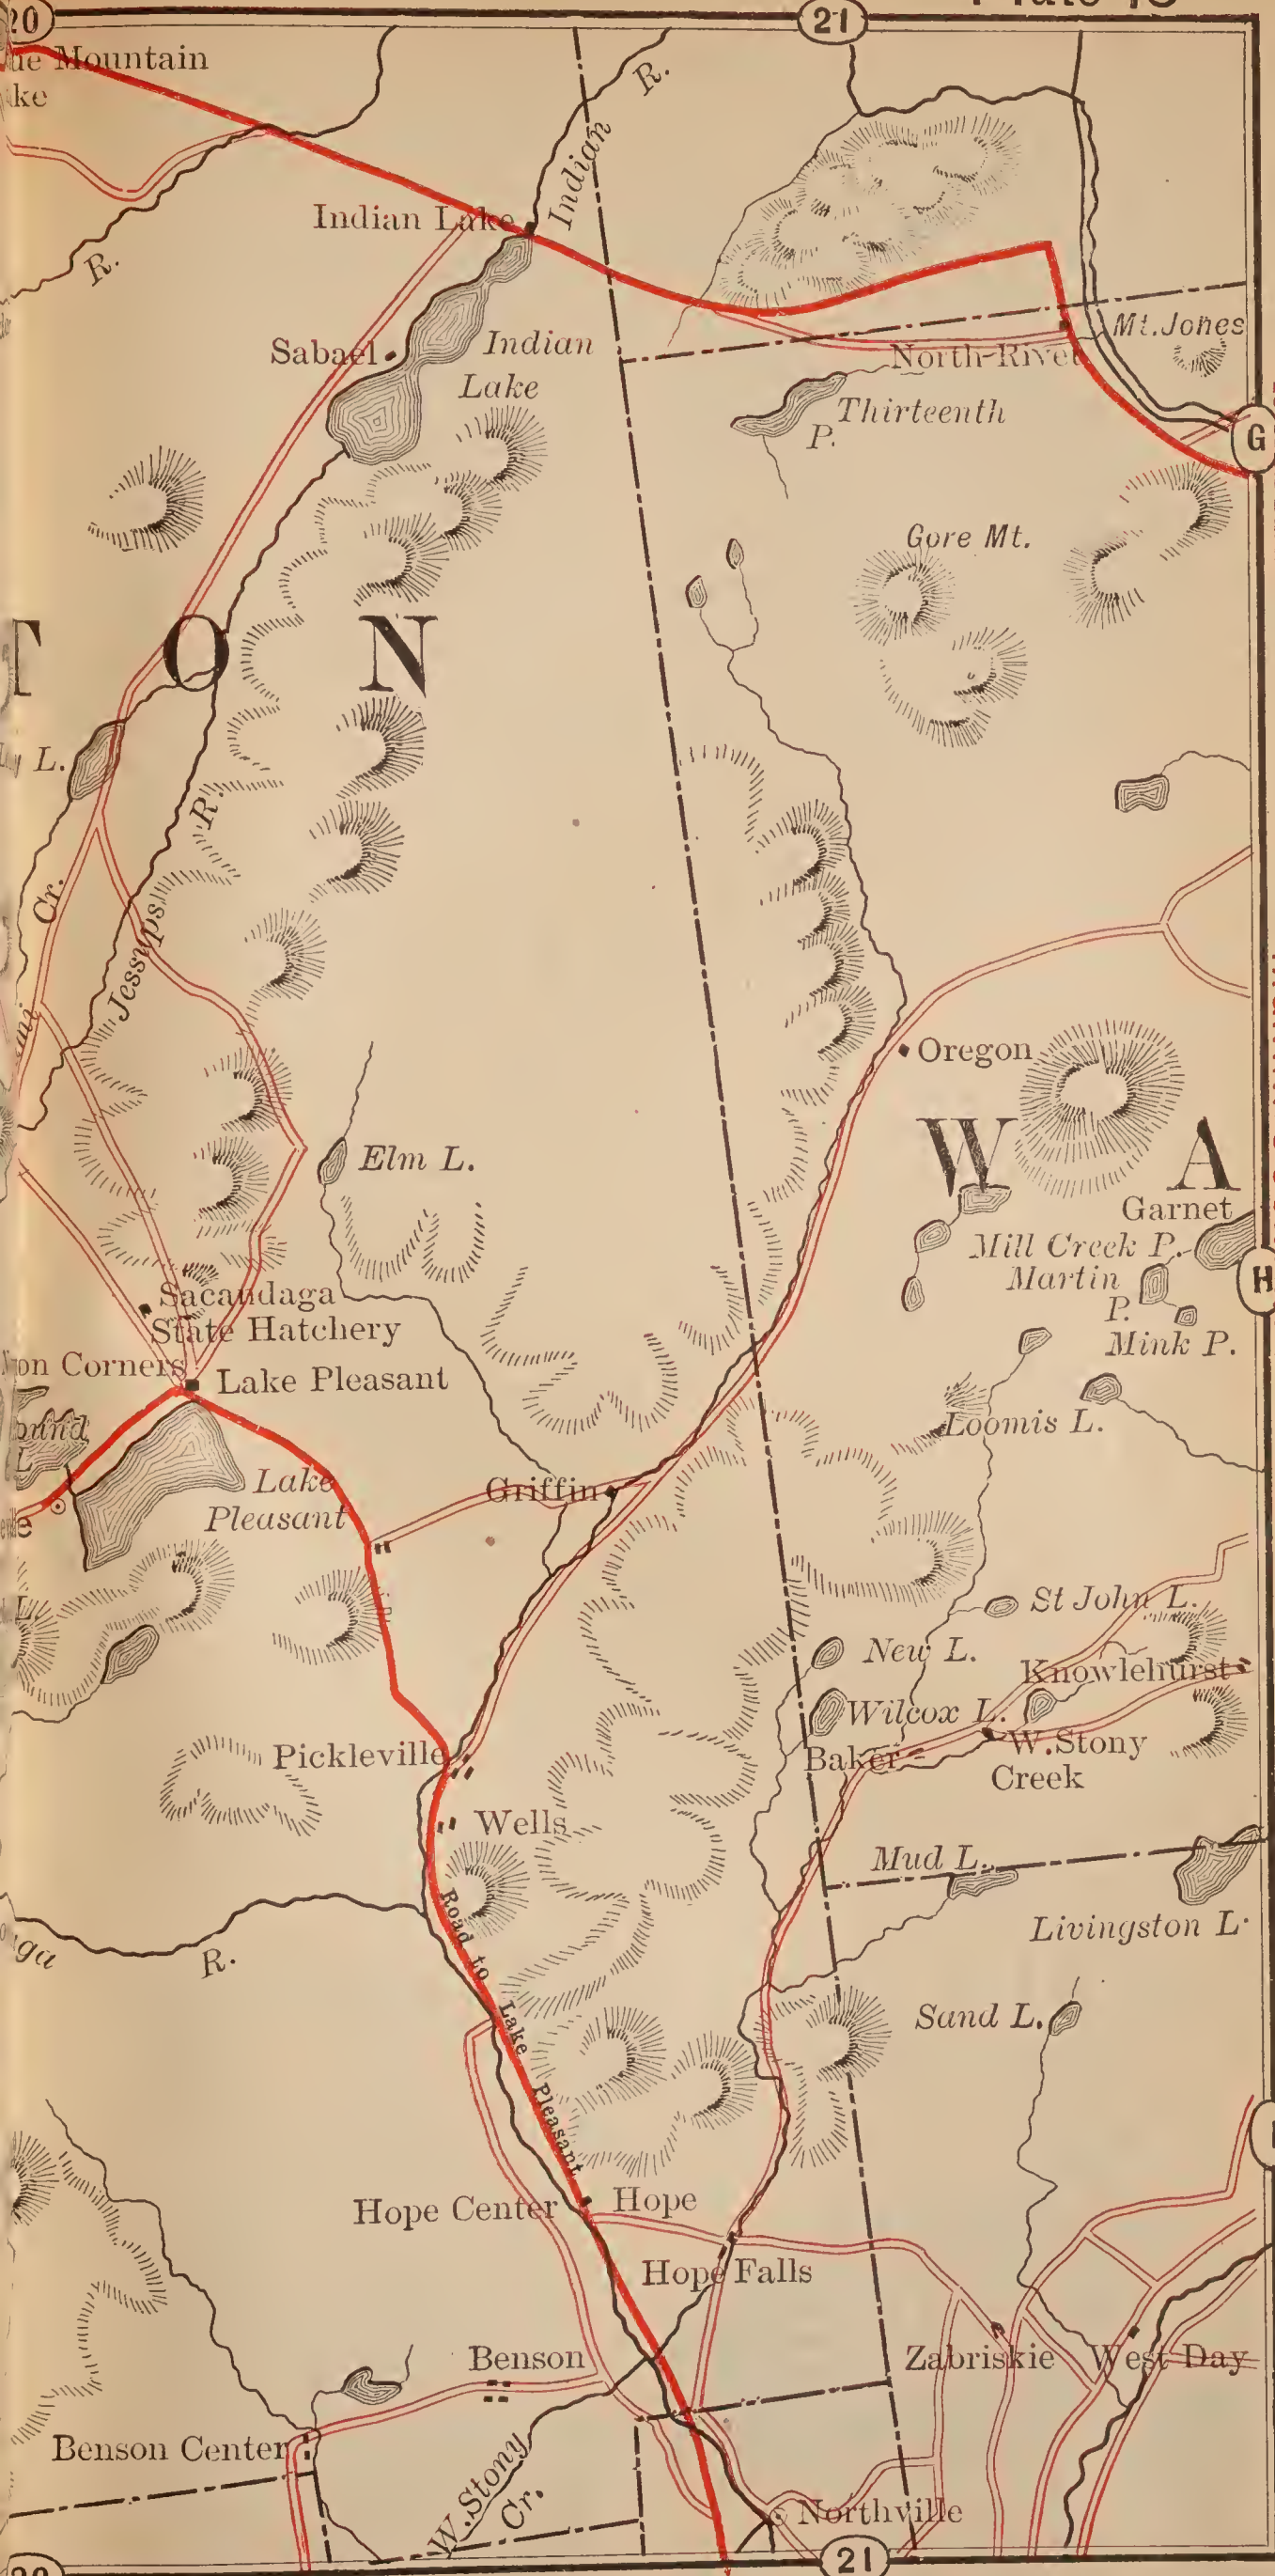 20
21
Mountain
R.
Indian
Indian Lake
R.
Mt. Jones
Sabael
Indian
Lake
North River
Thirteenth
P.
G
Gore Mt.
T O N
L.
R.
Cr.
Jessups
Oregon
W A
Elm L.
Garnet
Mill Creek P.
Martin
P.
H
Mink P.
Sacandaga
State Hatchery
Corners
Lake Pleasant
Loomis L.
L
Lake
Pleasant
Griffin
St John L.
L.
New L.
Knowlehurst
Wilcox L.
Baker
W. Stony
Creek
Pickleville
Wells
Mud L.
Livingston L.
R.
Road to Lake Pleasant
Sand L.
Hope Center
Hope
Hope Falls
Zabriskie
West Day
Benson
Benson Center
W. Stony
Cr.
Northville
21